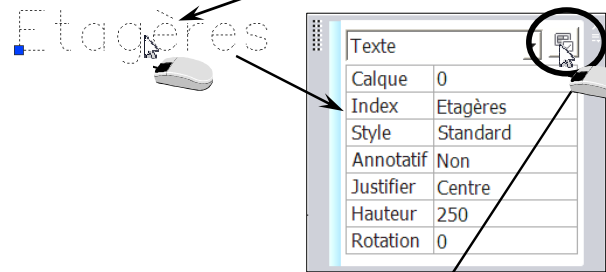 Etagères
Texte
Calque 0
Index Etagères
Style Standard
Annotatif Non
Justifier Centre
Hauteur 250
Rotation 0